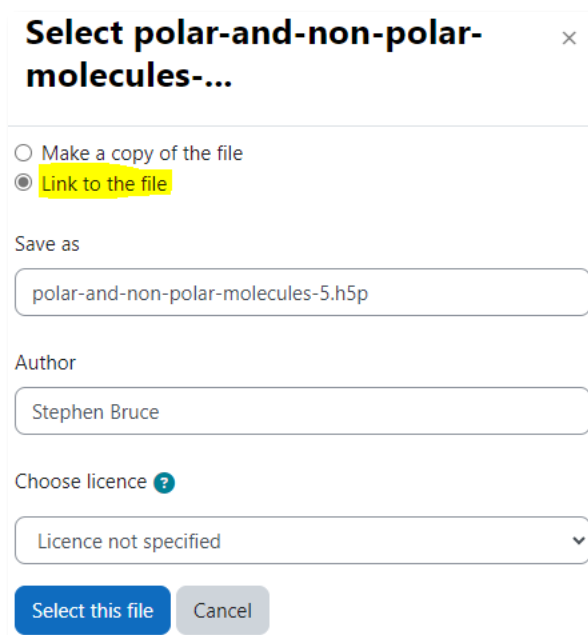 Select polar-and-non-polar-
molecules-...
×
Make a copy of the file
Link to the file
Save as
polar-and-non-polar-molecules-5.h5p
Author
Stephen Bruce
Choose licence ?
Licence not specified
Select this file Cancel